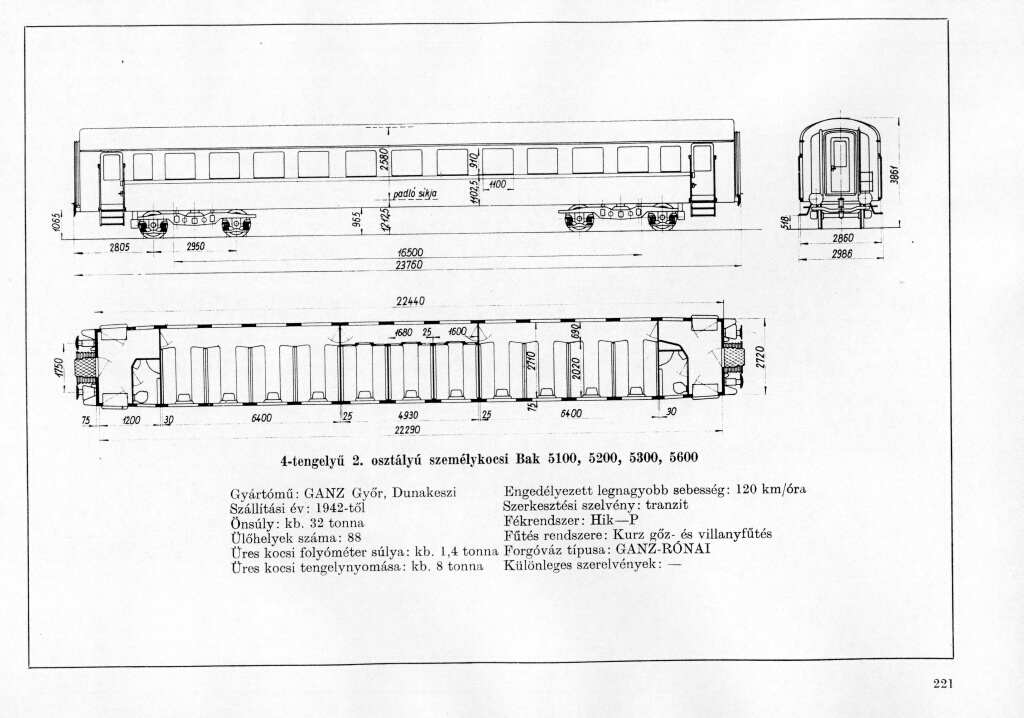 2580
910
1100
padló síkja
1102,5
1065
965
1212,5
2805
2950
16500
23760
3861
518
2860
2986
22440
1680
25
1600
690
1750
2710
2020
2720
75
75
1200
30
6400
25
4930
25
6400
30
22290
4-tengelyű 2. osztályú személykocsi Bak 5100, 5200, 5300, 5600
Gyártómű: GANZ Győr, Dunakeszi
Szállítási év: 1942-től
Önsúly: kb. 32 tonna
Ülőhelyek száma: 88
Üres kocsi folyóméter súlya: kb. 1,4 tonna
Üres kocsi tengelynyomása: kb. 8 tonna
Engedélyezett legnagyobb sebesség: 120 km/óra
Szerkesztési szelvény: tranzit
Fékrendszer: Hik—P
Fűtés rendszere: Kurz gőz- és villanyfűtés
Forgóváz típusa: GANZ-RÓNAI
Különleges szerelvények: —
221